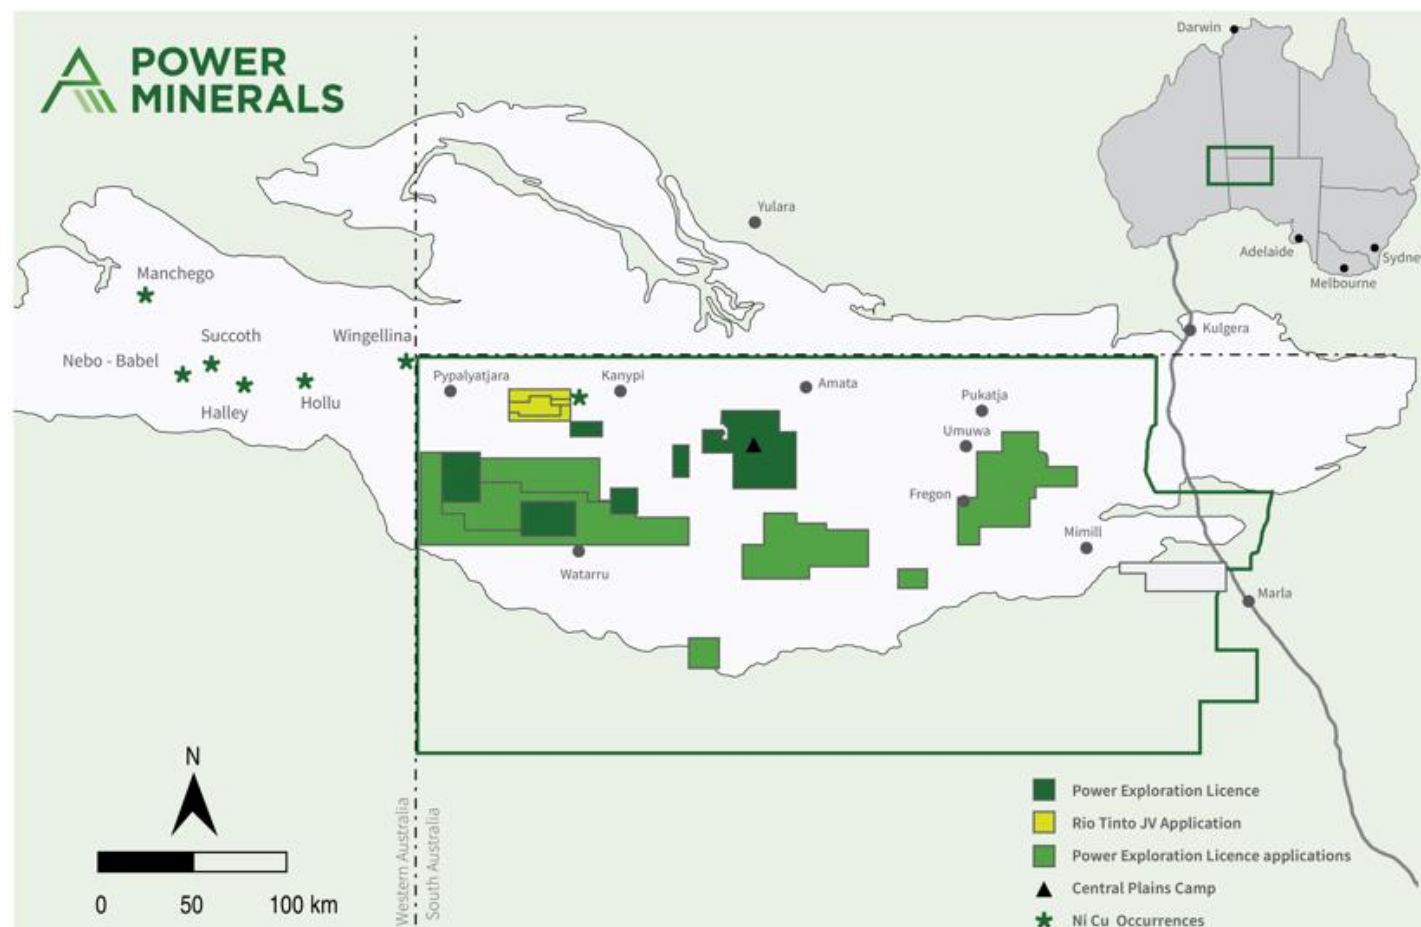 POWER
MINERALS
Darwin
Adelaide
Sydney
Melbourne
Yulara
Manchego
Succoth
Wingellina
Nebo - Babel
Halley
Hollu
Kulgera
Pypalyatjara
Kanypi
Amata
Pukatja
Umuwa
Fregon
Mimill
Watarru
Marla
N
0 50 100 km
Western Australia
South Australia
Power Exploration Licence
Rio Tinto JV Application
Power Exploration Licence applications
Central Plains Camp
Ni Cu Occurrences